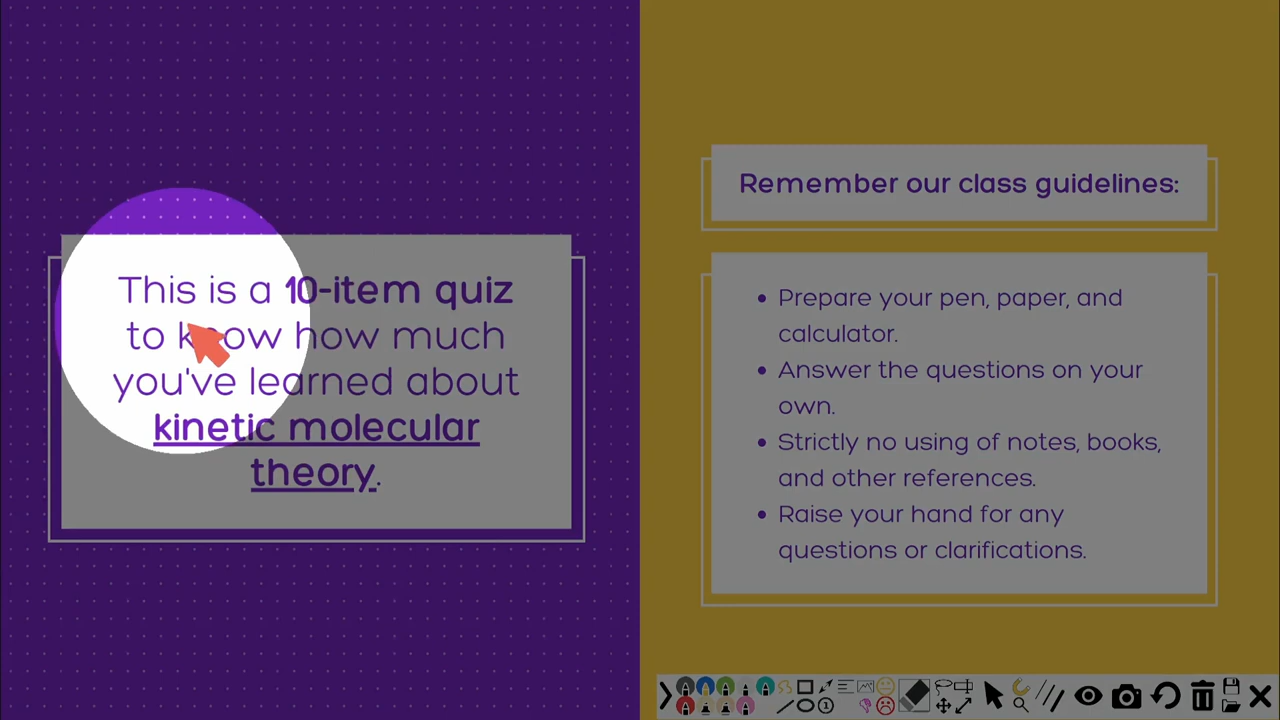 This is a 10-item quiz
to know how much
you've learned about
kinetic molecular
theory.
Remember our class guidelines:
• Prepare your pen, paper, and
calculator.
• Answer the questions on your
own.
• Strictly no using of notes, books,
and other references.
• Raise your hand for any
questions or clarifications.